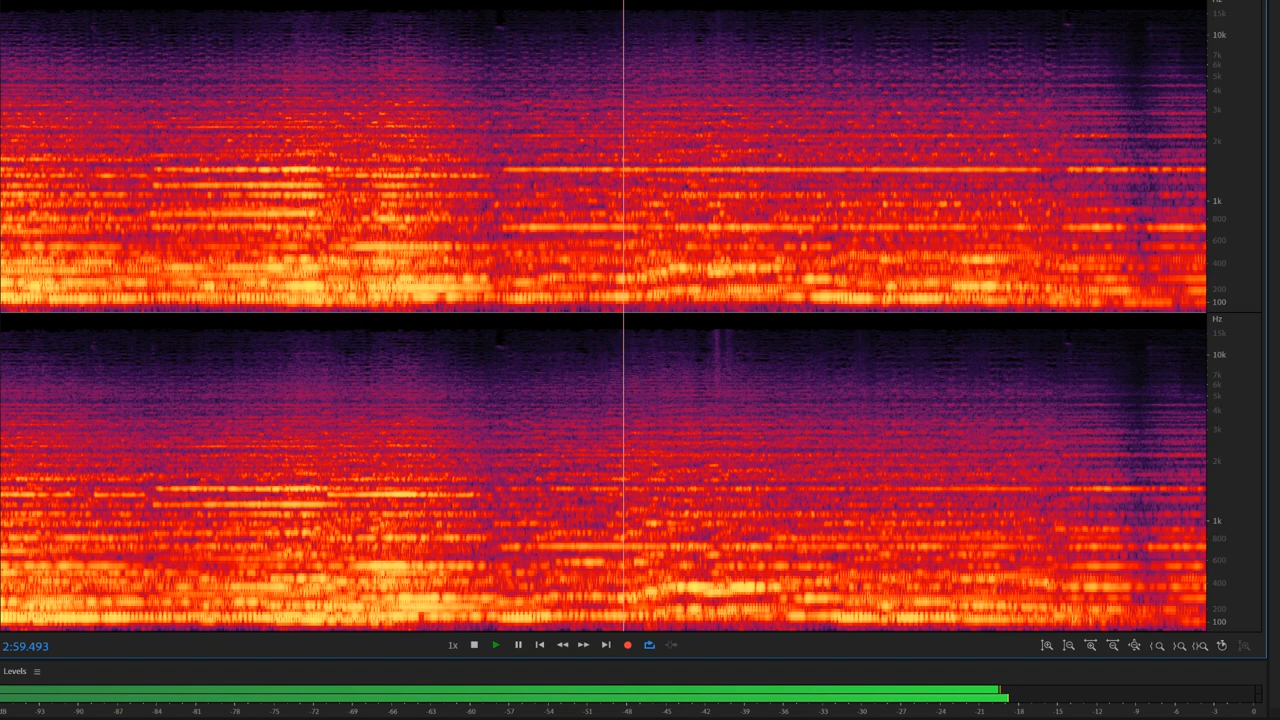 Hz
15k
10k
7k
6k
5k
4k
3k
2k
1k
800
600
400
200
100
Hz
15k
10k
7k
6k
5k
4k
3k
2k
1k
800
600
400
200
100
2:59.493
1x
Levels
dB -93 -90 -87 -84 -81 -78 -75 -72 -69 -66 -63 -60 -57 -54 -51 -48 -45 -42 -39 -36 -33 -30 -27 -24 -21 -18 -15 -12 -9 -6 -3 0